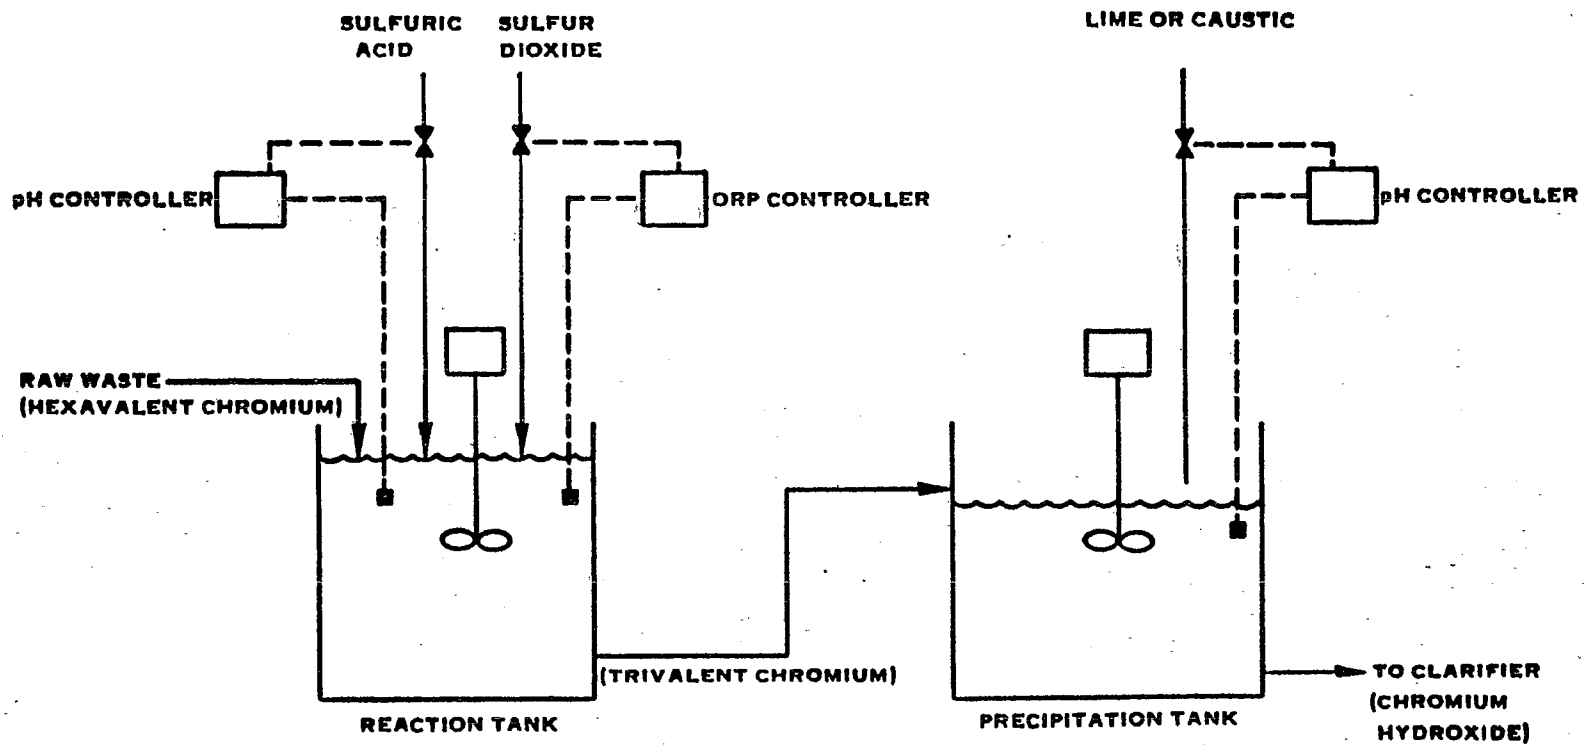 SULFURIC
ACID
SULFUR
DIOXIDE
LIME OR CAUSTIC
pH CONTROLLER
ORP CONTROLLER
pH CONTROLLER
RAW WASTE
(HEXAVALENT CHROMIUM)
(TRIVALENT CHROMIUM)
TO CLARIFIER
(CHROMIUM
HYDROXIDE)
REACTION TANK
PRECIPITATION TANK